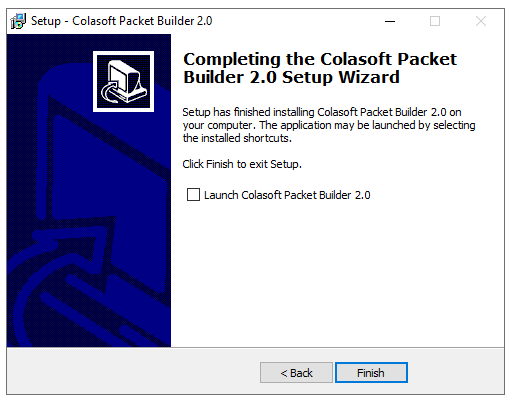 Setup - Colasoft Packet Builder 2.0
Completing the Colasoft Packet
Builder 2.0 Setup Wizard
Setup has finished installing Colasoft Packet Builder 2.0 on
your computer. The application may be launched by selecting
the installed shortcuts.
Click Finish to exit Setup.
Launch Colasoft Packet Builder 2.0
< Back
Finish